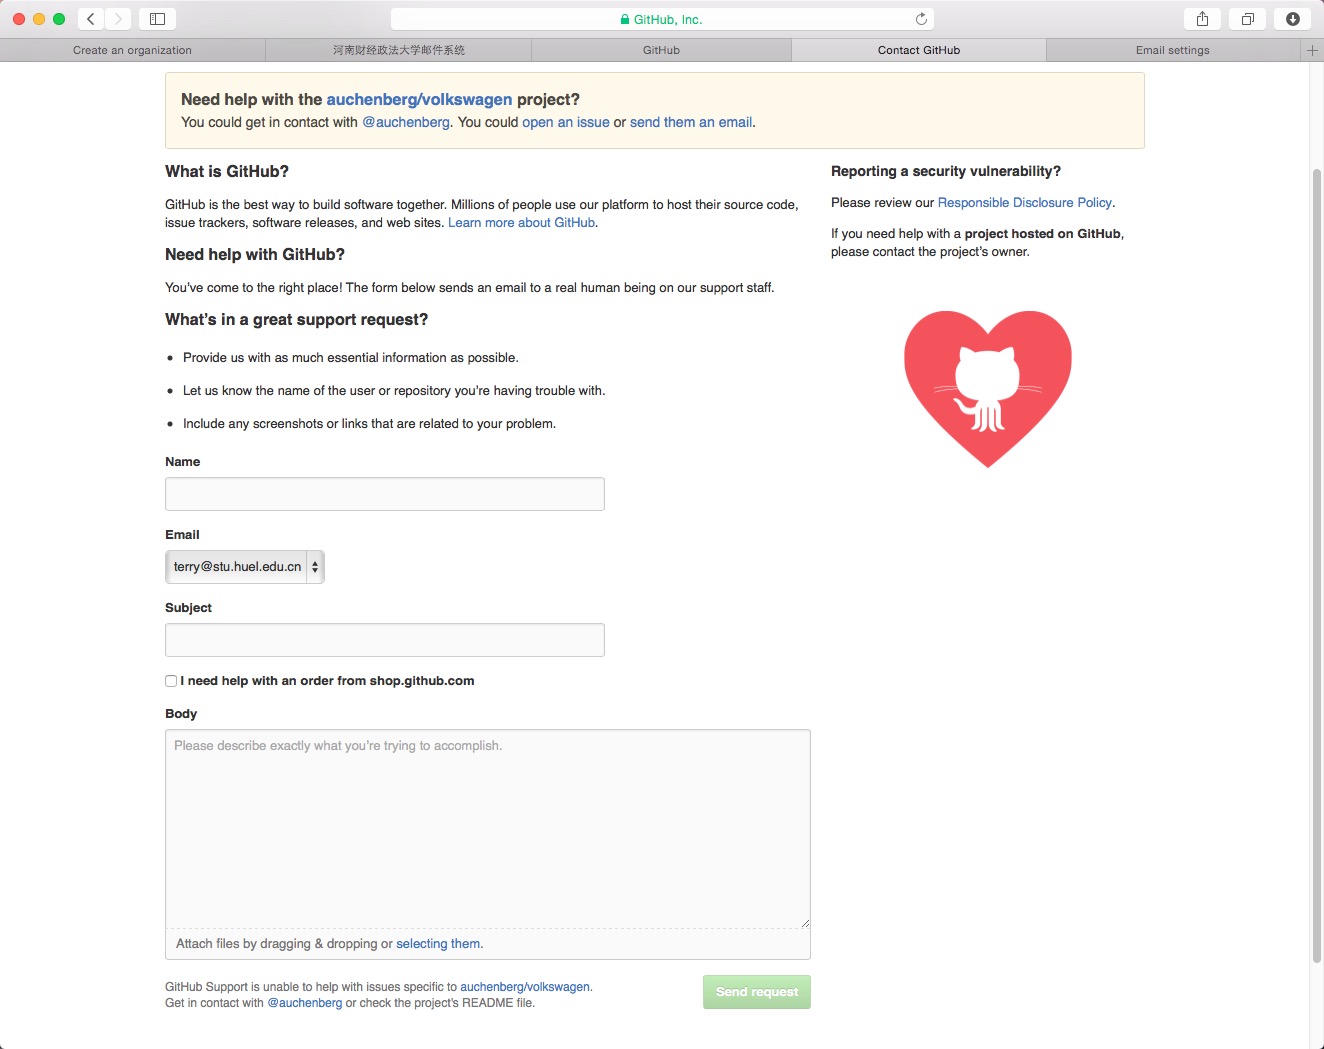 GitHub, Inc.
Create an organization
河南财经政法大学邮件系统
GitHub
Contact GitHub
Email settings
Need help with the auchenberg/volkswagen project?
You could get in contact with @auchenberg. You could open an issue or send them an email.
What is GitHub?
GitHub is the best way to build software together. Millions of people use our platform to host their source code,
issue trackers, software releases, and web sites. Learn more about GitHub.
Need help with GitHub?
You’ve come to the right place! The form below sends an email to a real human being on our support staff.
What’s in a great support request?
• Provide us with as much essential information as possible.
• Let us know the name of the user or repository you're having trouble with.
• Include any screenshots or links that are related to your problem.
Name
Email
terry@stu.huel.edu.cn
Subject
I need help with an order from shop.github.com
Body
Please describe exactly what you’re trying to accomplish.
Attach files by dragging & dropping or selecting them.
GitHub Support is unable to help with issues specific to auchenberg/volkswagen.
Get in contact with @auchenberg or check the project's README file.
Send request
Reporting a security vulnerability?
Please review our Responsible Disclosure Policy.
If you need help with a project hosted on GitHub,
please contact the project’s owner.